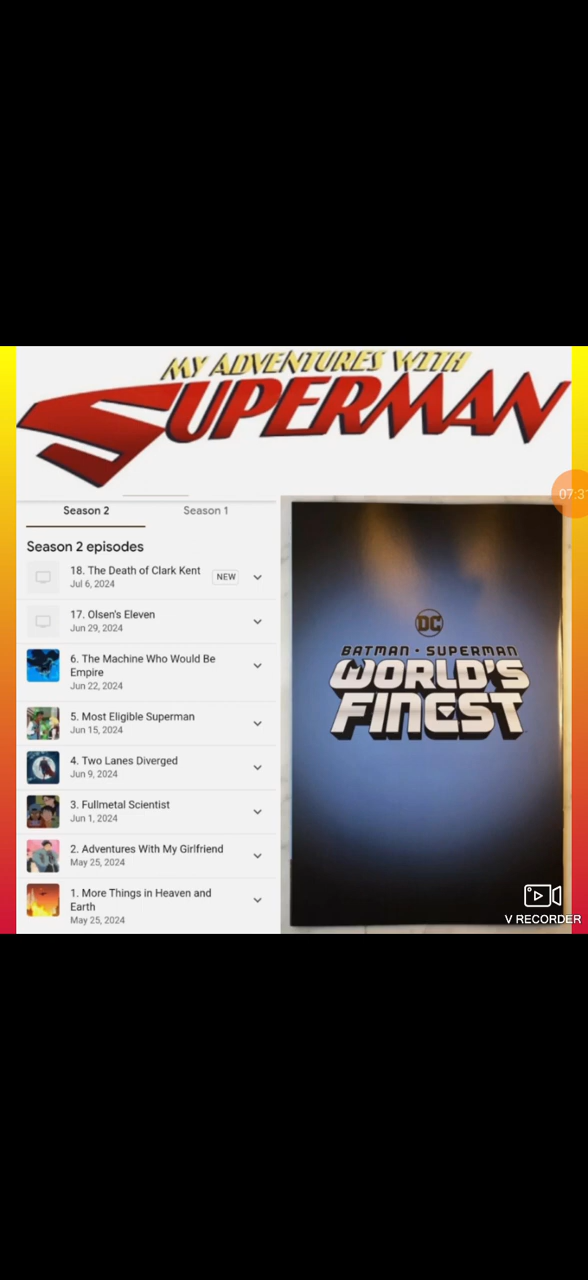 MY ADVENTURES WITH
SUPERMAN
07:3
Season 2
Season 1
Season 2 episodes
18. The Death of Clark Kent
Jul 6, 2024
NEW
17. Olsen's Eleven
Jun 29, 2024
6. The Machine Who Would Be
Empire
Jun 22, 2024
5. Most Eligible Superman
Jun 15, 2024
4. Two Lanes Diverged
Jun 9, 2024
3. Fullmetal Scientist
Jun 1, 2024
2. Adventures With My Girlfriend
May 25, 2024
1. More Things in Heaven and
Earth
May 25, 2024
DC
BATMAN · SUPERMAN
WORLD'S
FINEST
V RECORDER